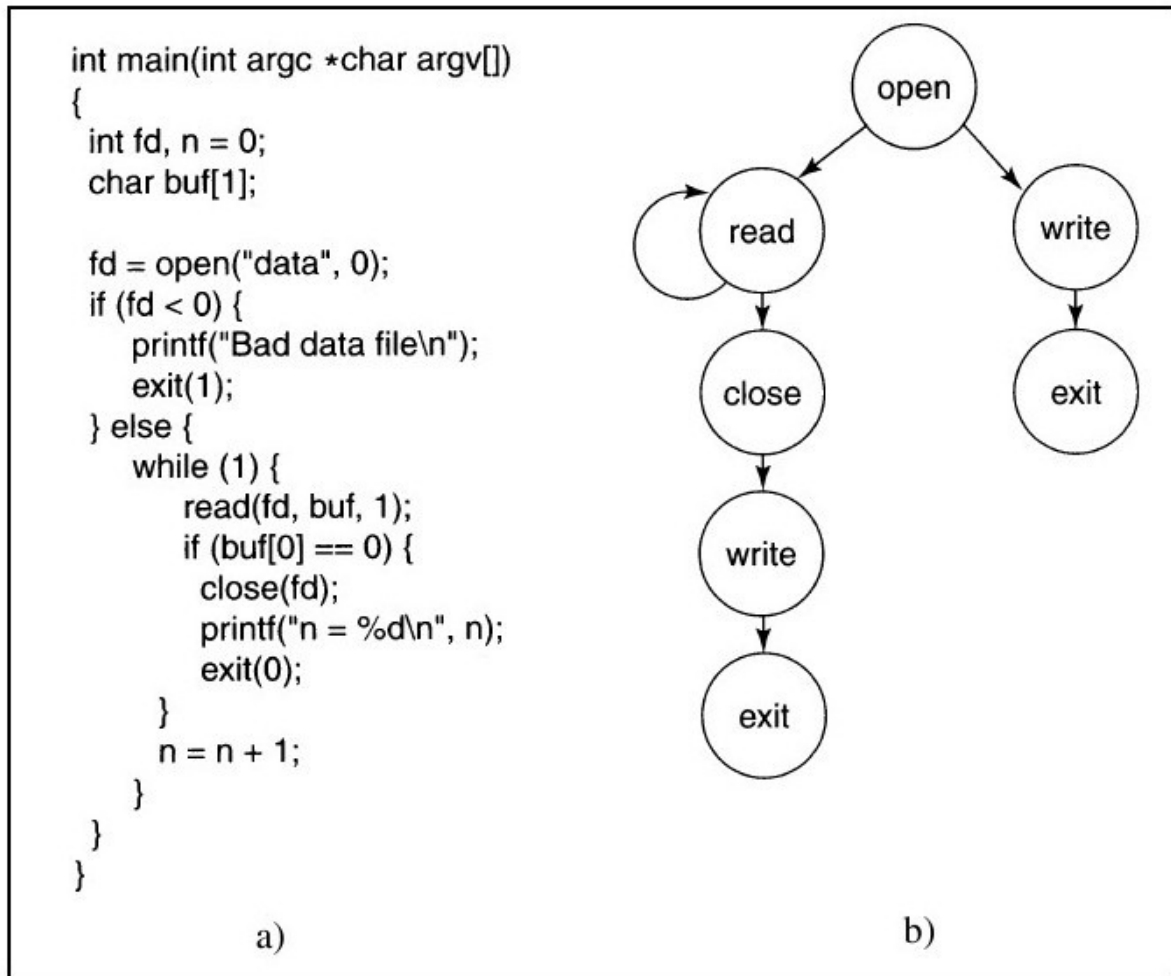 int main(int argc *char argv[])
{
int fd, n = 0;
char buf[1];
fd = open("data", 0);
if (fd < 0) {
printf("Bad data file\n");
exit(1);
} else {
while (1) {
read(fd, buf, 1);
if (buf[0] == 0) {
close(fd);
printf("n = %d\n", n);
exit(0);
}
n = n + 1;
}
}
}
a)
open
read
write
close
exit
write
exit
b)